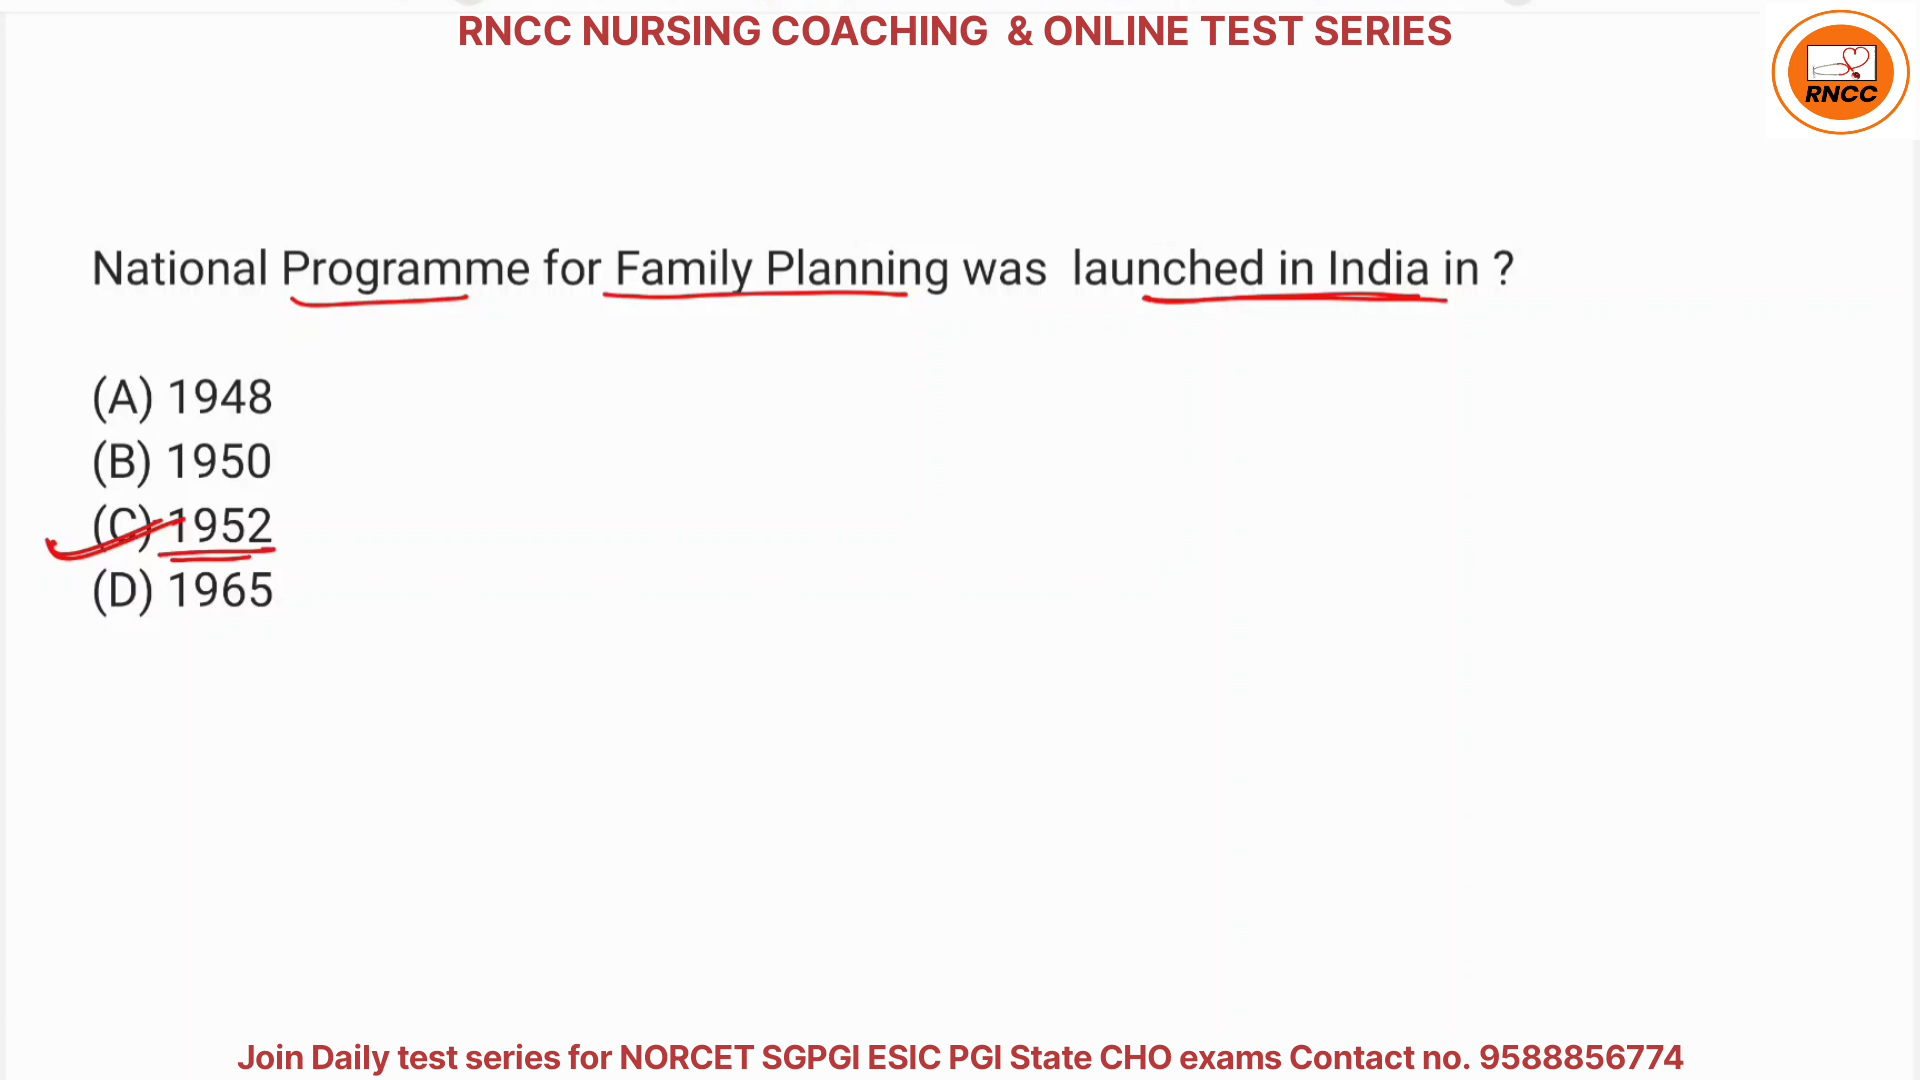 RNCC NURSING COACHING & ONLINE TEST SERIES
RNCC
National Programme for Family Planning was launched in India in ?
(A) 1948
(B) 1950
(C) 1952
(D) 1965
Join Daily test series for NORCET SGPGI ESIC PGI State CHO exams Contact no. 9588856774